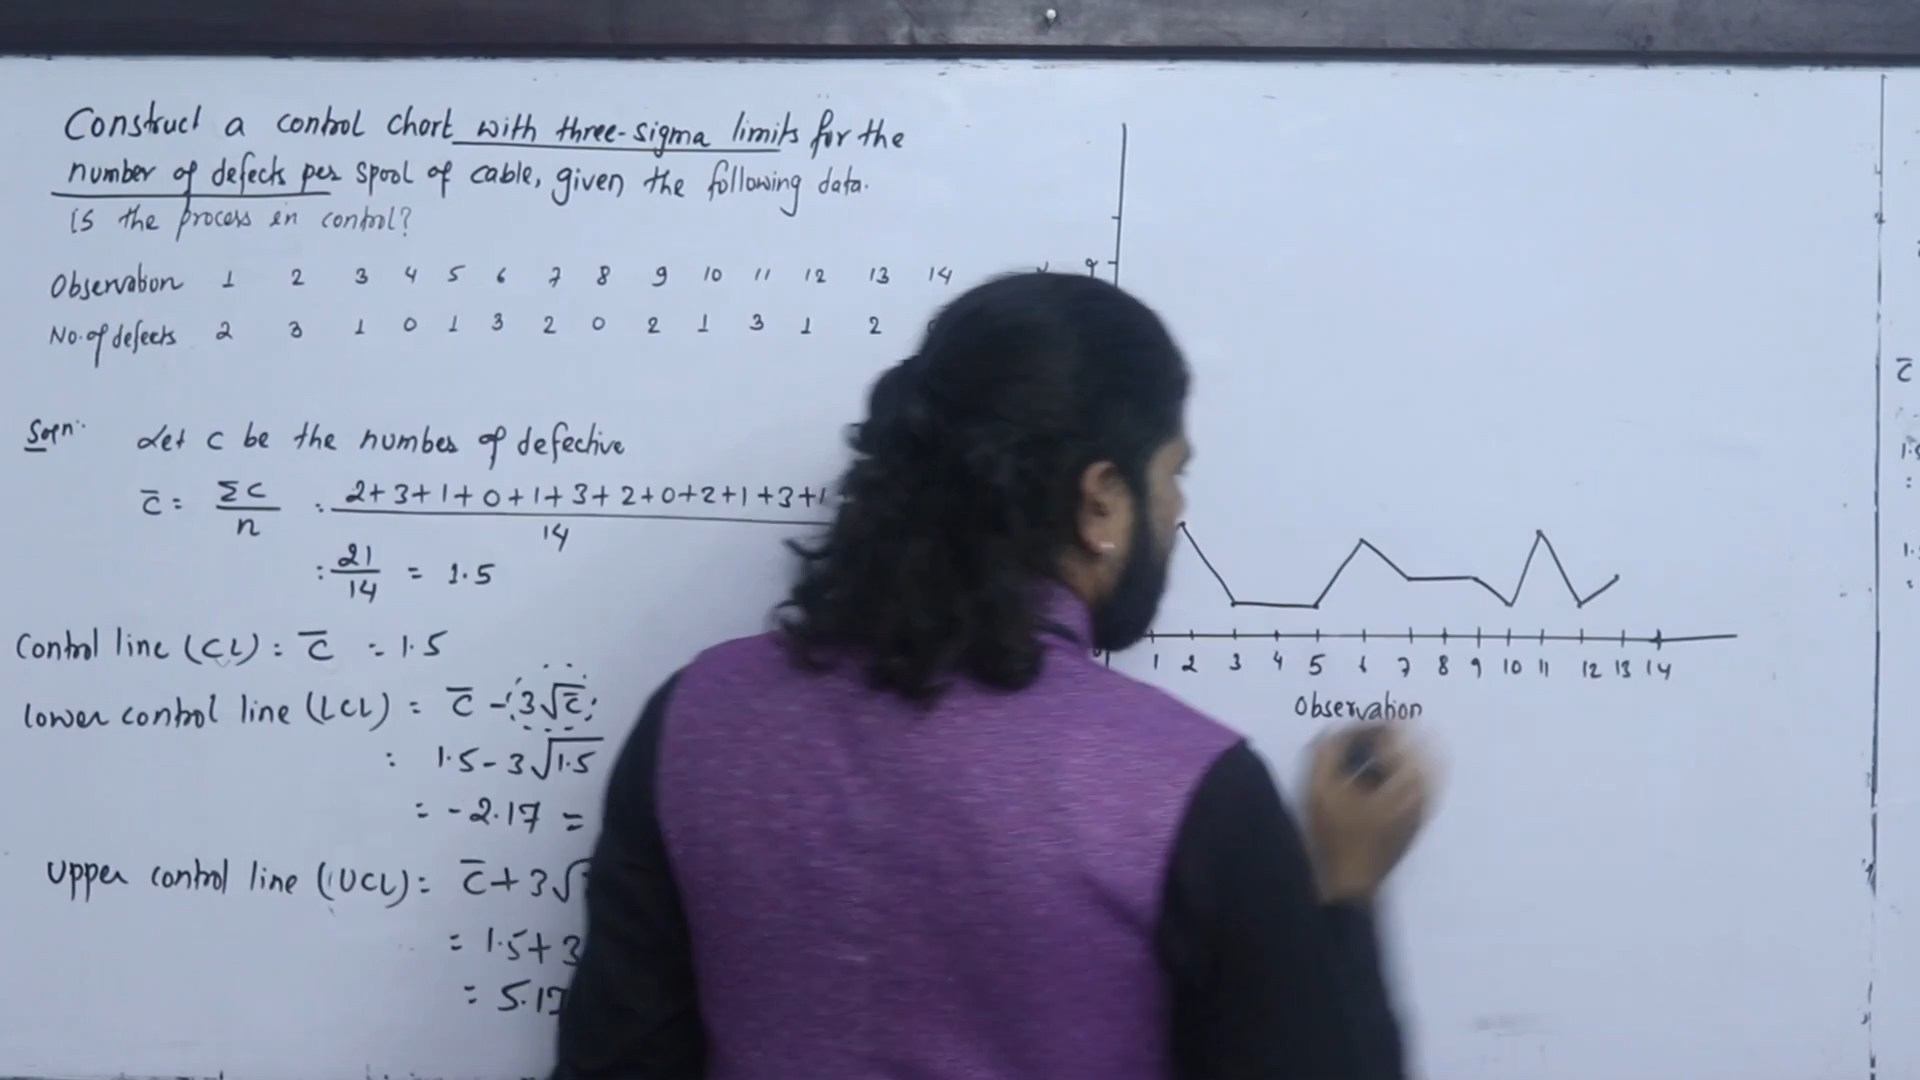 Construct a control chart with three-sigma limits for the
number of defects per spool of cable, given the following data.
is the process in control?
Observation 1 2 3 4 5 6 7 8 9 10 11 12 13 14
No. of defects 2 3 1 0 1 3 2 0 2 1 3 1 2
Soln: Let c be the number of defective
c̄ = Σc/n : 2+3+1+0+1+3+2+0+2+1+3+1/14
: 21/14 = 1.5
Control line (CL) : c̄ = 1.5
lower control line (LCL) = c̄ - 3√c̄
: 1.5 - 3√1.5
= -2.17 =
Upper control line (UCL) = c̄ + 3√
= 1.5 + 3
= 5.17
1 2 3 4 5 6 7 8 9 10 11 12 13 14
Observation
c̄